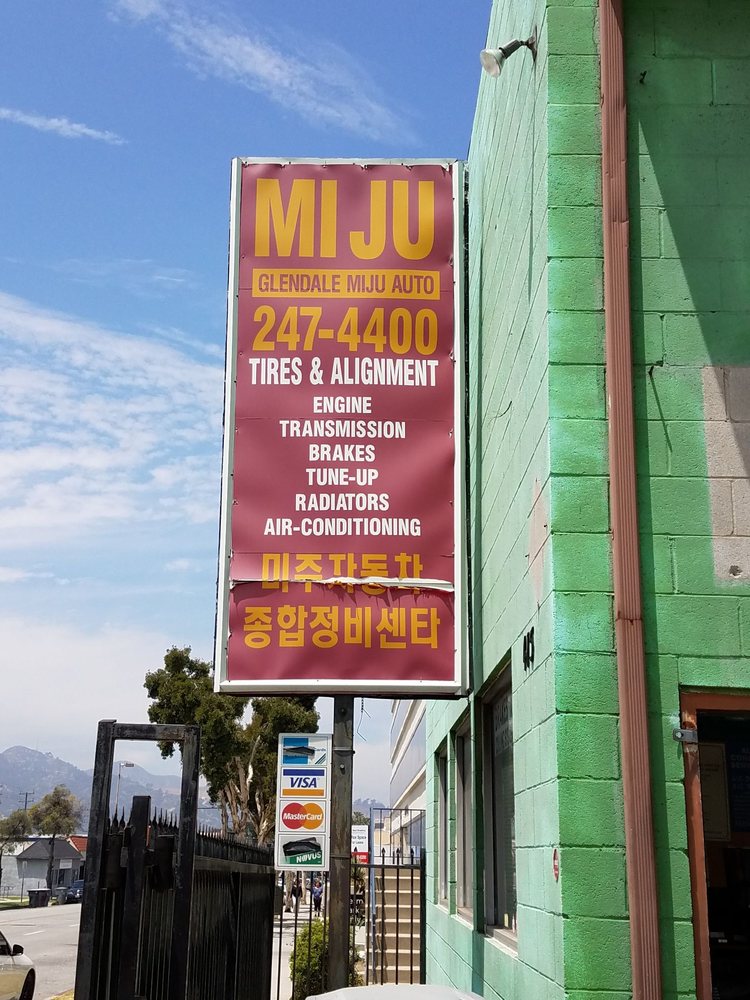 MI JU
GLENDALE MIJU AUTO
247-4400
TIRES & ALIGNMENT
ENGINE
TRANSMISSION
BRAKES
TUNE-UP
RADIATORS
AIR-CONDITIONING
미주자동차
종합정비센타
VISA
MasterCard
NOVUS